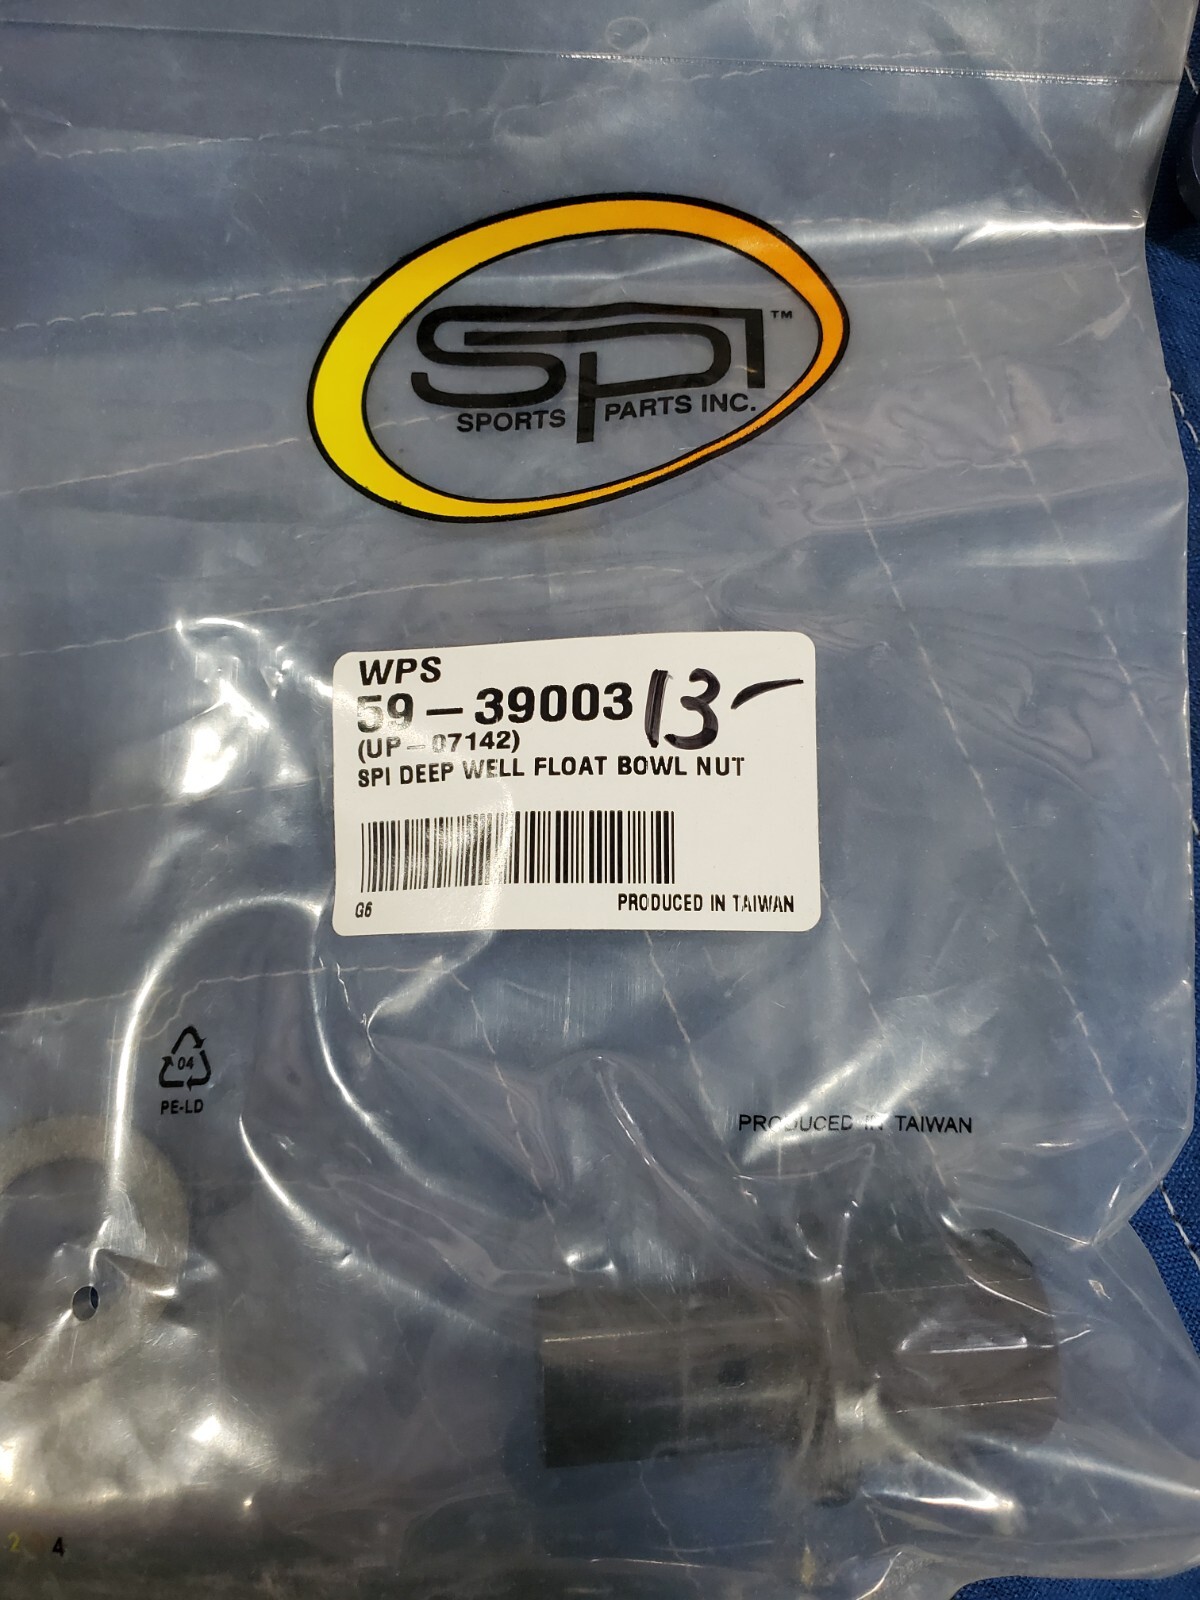 SPI™
SPORTS PARTS INC.
WPS
59-39003 13-
(UP-07142)
SPI DEEP WELL FLOAT BOWL NUT
G6
PRODUCED IN TAIWAN
04
PE-LD
PRODUCED IN TAIWAN
2 4